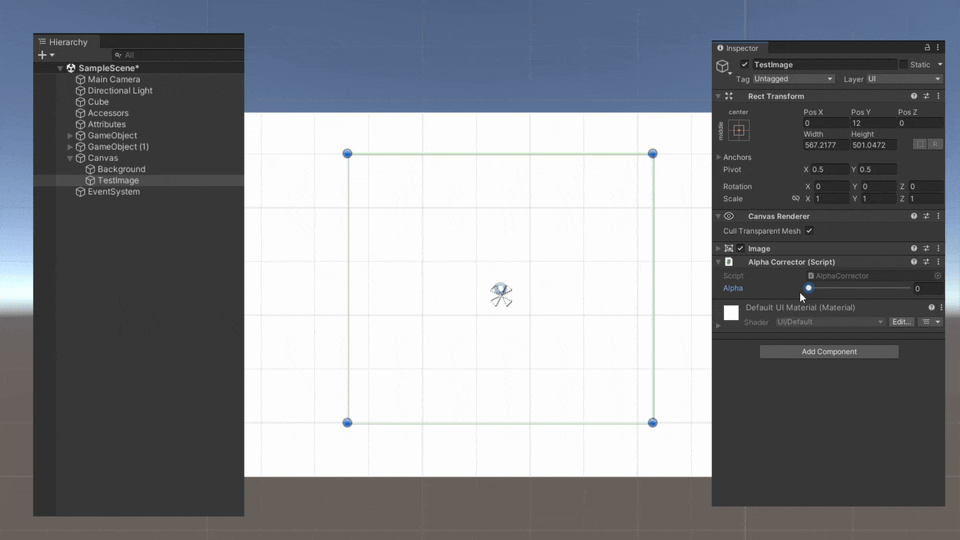 Hierarchy
All
SampleScene*
Main Camera
Directional Light
Cube
Accessors
Attributes
GameObject
GameObject (1)
Canvas
Background
TestImage
EventSystem
Inspector
TestImage Static
Tag Untagged Layer UI
Rect Transform
center
middle
Pos X Pos Y Pos Z
0 12 0
Width Height
567.2177 501.0472
R
Anchors
Pivot X 0.5 Y 0.5
Rotation X 0 Y 0 Z 0
Scale X 1 Y 1 Z 1
Canvas Renderer
Cull Transparent Mesh
Image
Alpha Corrector (Script)
Script AlphaCorrector
Alpha 0
Default UI Material (Material)
Shader UI/Default Edit...
Add Component